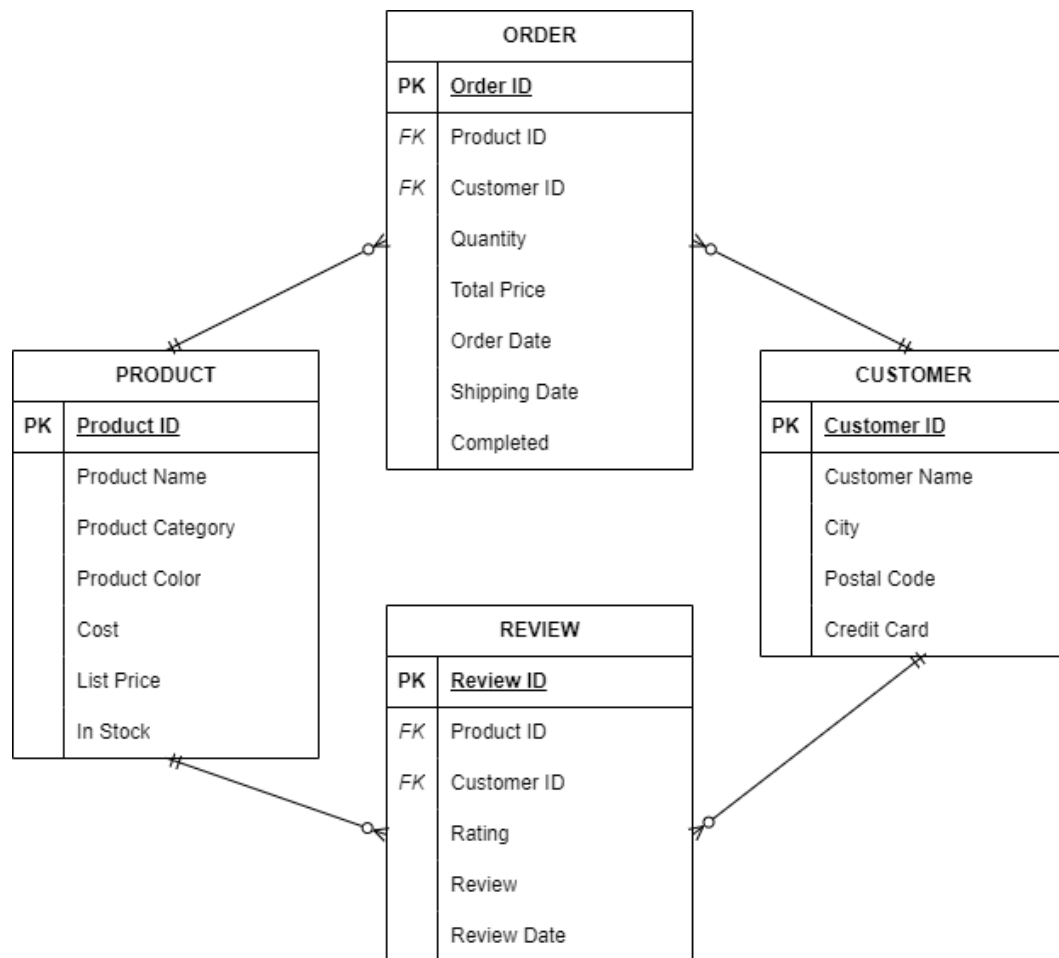 ORDER
PK Order ID
FK Product ID
FK Customer ID
Quantity
Total Price
Order Date
Shipping Date
Completed
PRODUCT
PK Product ID
Product Name
Product Category
Product Color
Cost
List Price
In Stock
CUSTOMER
PK Customer ID
Customer Name
City
Postal Code
Credit Card
REVIEW
PK Review ID
FK Product ID
FK Customer ID
Rating
Review
Review Date